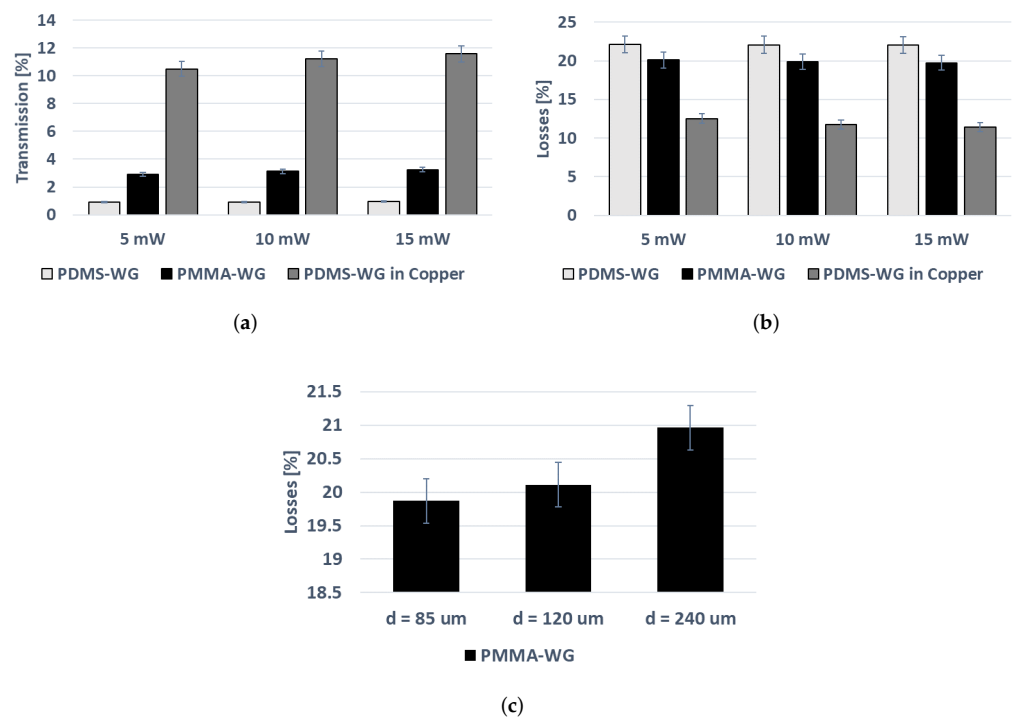 14
12
10
8
6
4
2
0
Transmission [%]
5 mW 10 mW 15 mW
PDMS-WG PMMA-WG PDMS-WG in Copper
(a)
25
20
15
10
5
0
Losses [%]
5 mW 10 mW 15 mW
PDMS-WG PMMA-WG PDMS-WG in Copper
(b)
21.5
21
20.5
20
19.5
19
18.5
Losses [%]
d = 85 um d = 120 um d = 240 um
PMMA-WG
(c)